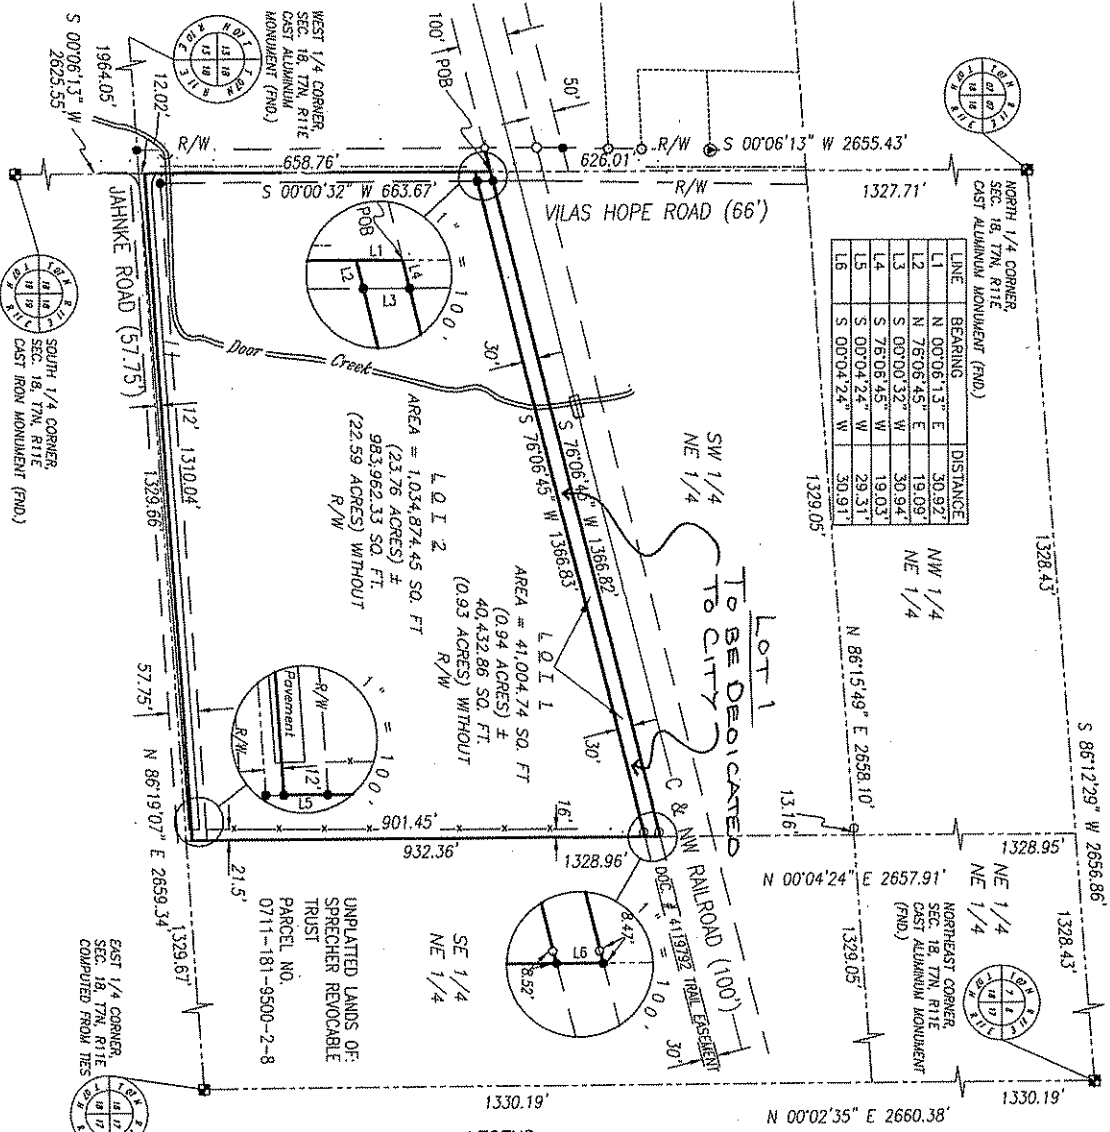 NORTH 1/4 CORNER,
SEC. 18, T7N, R11E
CAST ALUMINUM MONUMENT (FND.)
WEST 1/4 CORNER,
SEC. 18, T7N, R11E
CAST ALUMINUM
MONUMENT (FND.)
S 00°06'13" W
2625.55'
1964.05'
12.02'
R/W
658.76'
S 00°00'32" W 663.67'
100'
POB
50'
626.01'
R/W
S 00°06'13" W 2655.43'
R/W
1327.71'
VILAS HOPE ROAD (66')
LINE BEARING DISTANCE
L1 N 00°06'13" E 30.92'
L2 N 76°06'45" E 19.09'
L3 S 00°00'32" W 30.94'
L4 S 76°06'45" W 19.03'
L5 S 00°04'24" W 29.31'
L6 S 00°04'24" W 30.91'
1" = 100'
POB
L1
L2
L3
L4
JAHNKE ROAD (57.75')
SOUTH 1/4 CORNER,
SEC. 18, T7N, R11E
CAST IRON MONUMENT (FND.)
Door Creek
30'
S 76°06'45" W 1366.82'
S 76°06'45" W 1366.83'
SW 1/4
NE 1/4
NW 1/4
NE 1/4
1328.43'
1329.05'
12'
1310.04'
1329.66'
LOT 2
AREA = 1,034,874.45 SQ. FT
(23.76 ACRES) ±
983,962.33 SQ. FT.
(22.59 ACRES) WITHOUT
R/W
LOT 1
AREA = 41,004.74 SQ. FT
(0.94 ACRES) ±
40,432.86 SQ. FT.
(0.93 ACRES) WITHOUT
R/W
LOT 1
TO BE DEDICATED
TO CITY
N 86°15'49" E 2658.10'
S 86°12'29" W 2656.86'
57.75'
N 86°19'07" E 2659.34'
1" = 100'
R/W
Pavement
R/W
12'
L5
30'
C & NW RAILROAD (100')
DOC. # 4119792 TRAIL EASEMENT
30'
13.16'
901.45'
932.36'
16'
21.5'
1328.96'
N 00°04'24" E 2657.91'
1328.95'
NE 1/4
NE 1/4
1" = 100'
8.47'
L6
8.52'
SE 1/4
NE 1/4
UNPLATTED LANDS OF:
SPRECHER REVOCABLE
TRUST
PARCEL NO.
0711-181-9500-2-8
1329.67'
1329.05'
1328.43'
NORTHEAST CORNER,
SEC. 18, T7N, R11E
CAST ALUMINUM MONUMENT
(FND.)
EAST 1/4 CORNER,
SEC. 18, T7N, R11E
COMPUTED FROM TIES
1330.19'
N 00°02'35" E 2660.38'
1330.19'